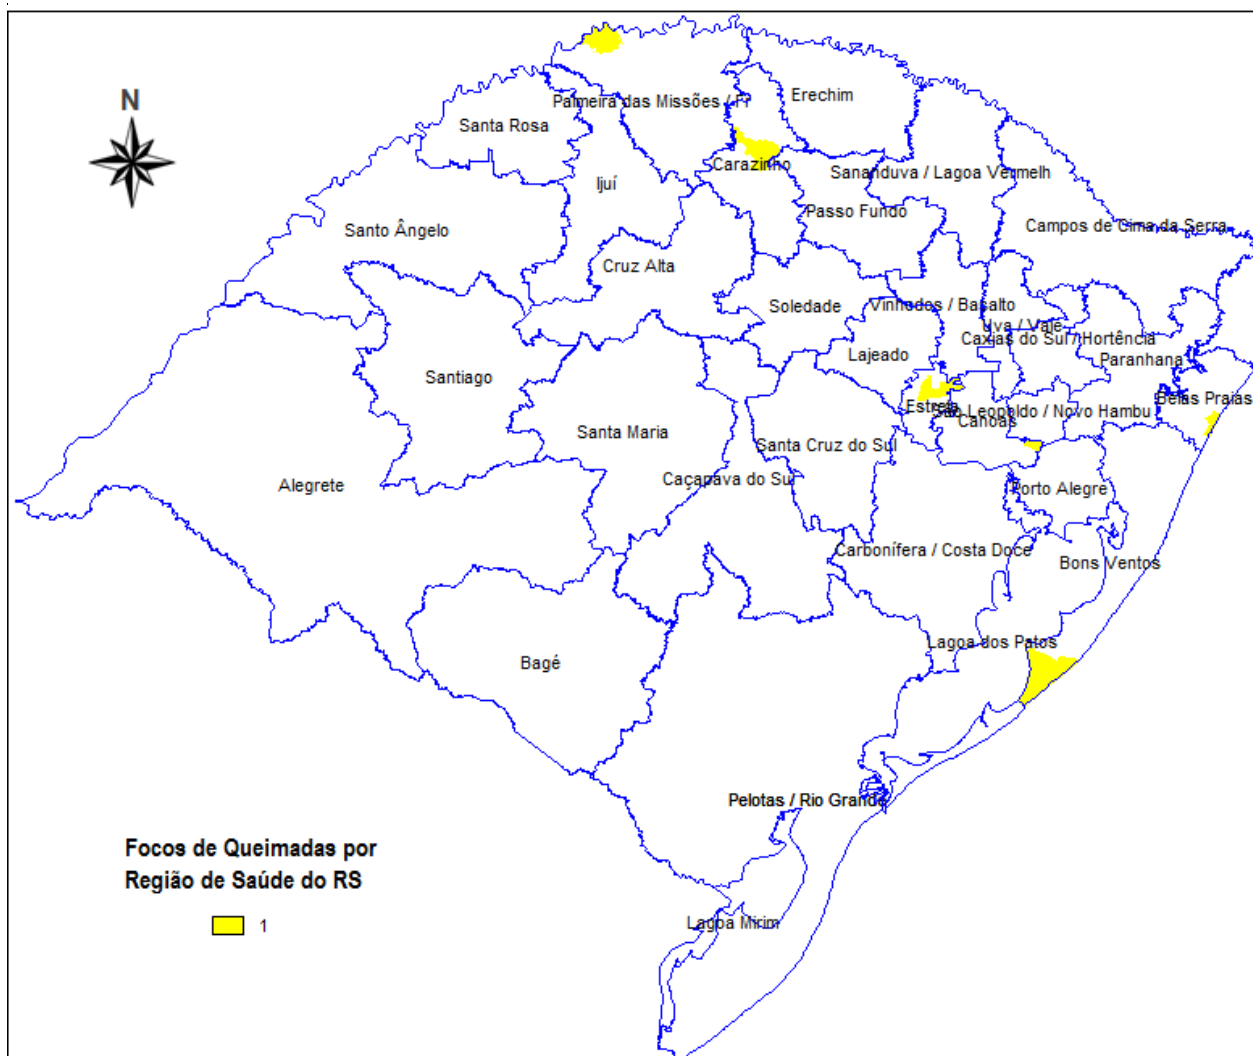 N
Erechim
Palmeira das Missões / Fr
Santa Rosa
Carazinho
Sananduva / Lagoa Vermelh
Ijuí
Passo Fundo
Campos de Cima da Serra
Santo Ângelo
Cruz Alta
Soledade
Vinhedos / Basalto
Uva / Vale
Caxias do Sul / Hortência
Lajeado
Paranhana
Santiago
Belas Praias
Estrela
São Leopoldo / Novo Hambu
Canoas
Santa Maria
Santa Cruz do Sul
Caçapava do Sul
Alegrete
Porto Alegre
Carbonífera / Costa Doce
Bons Ventos
Lagoa dos Patos
Bagé
Pelotas / Rio Grande
Focos de Queimadas por
Região de Saúde do RS
1
Lagoa Mirim